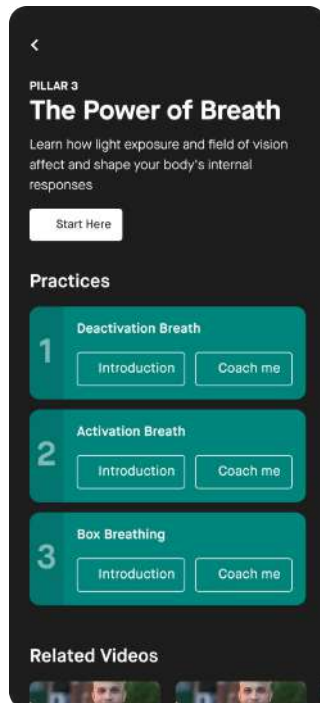 PILLAR 3
The Power of Breath
Learn how light exposure and field of vision
affect and shape your body's internal
responses
Start Here
Practices
1
Deactivation Breath
Introduction
Coach me
2
Activation Breath
Introduction
Coach me
3
Box Breathing
Introduction
Coach me
Related Videos